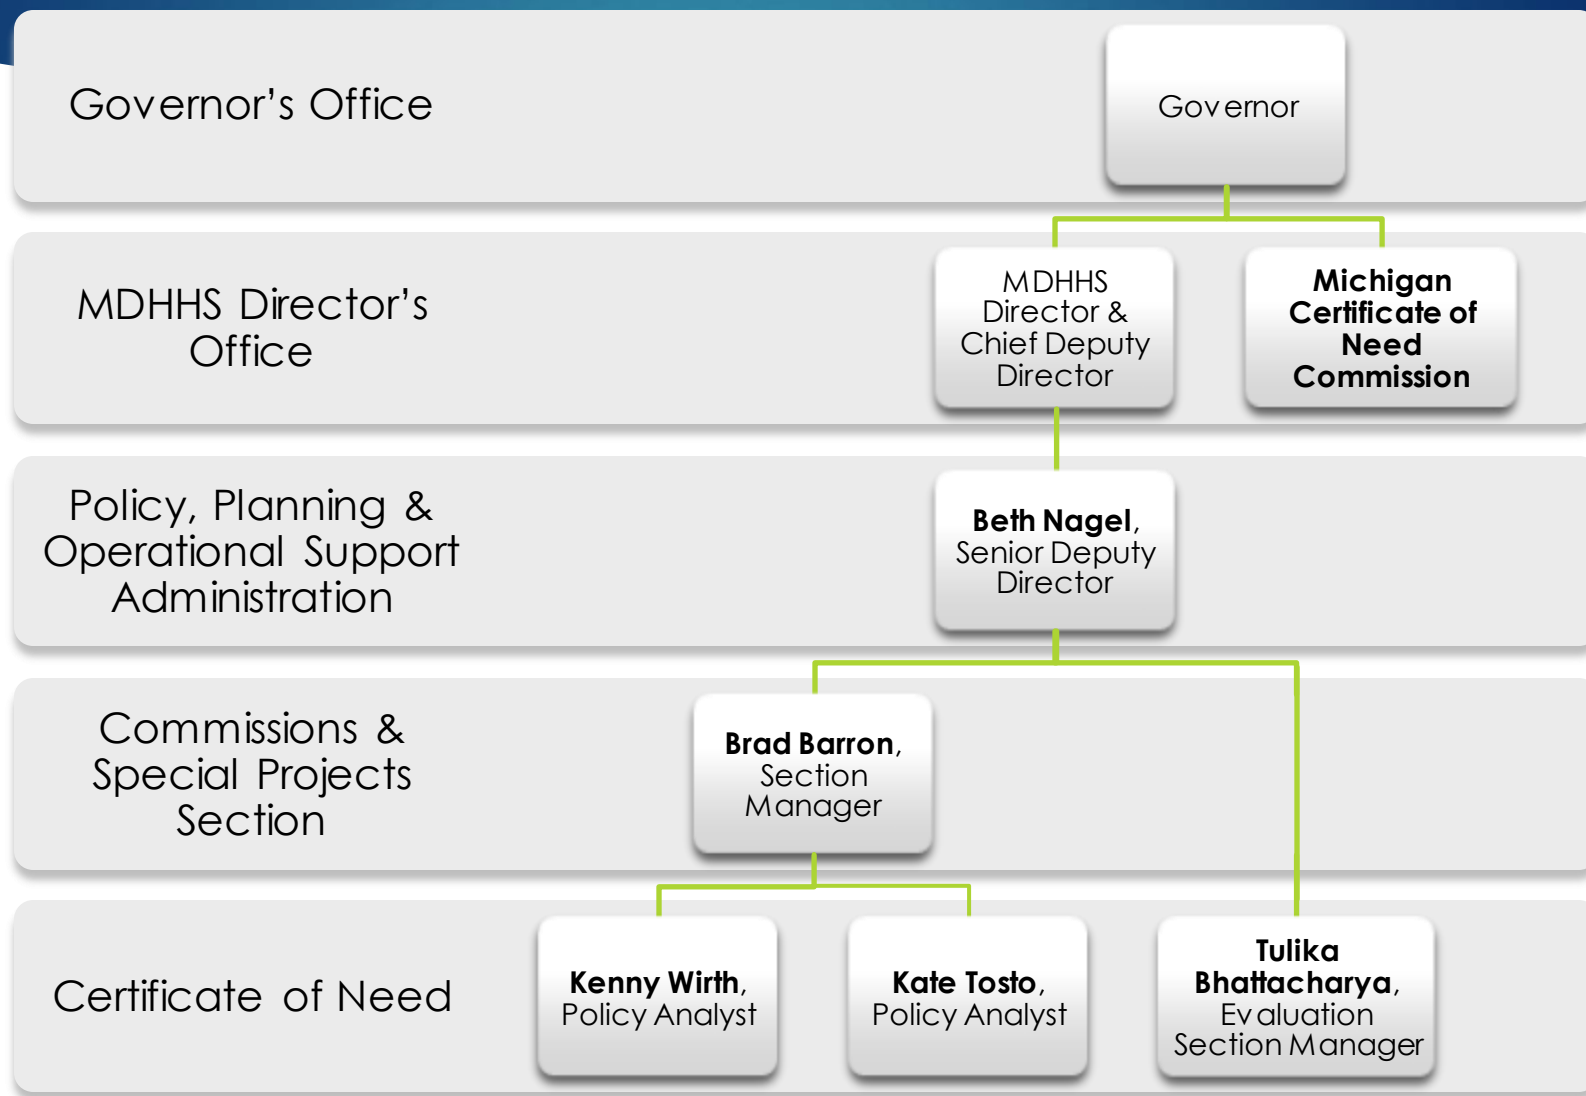 Governor's Office
Governor
MDHHS Director's
Office
MDHHS
Director &
Chief Deputy
Director
Michigan
Certificate of
Need
Commission
Policy, Planning &
Operational Support
Administration
Beth Nagel,
Senior Deputy
Director
Commissions &
Special Projects
Section
Brad Barron,
Section
Manager
Certificate of Need
Kenny Wirth,
Policy Analyst
Kate Tosto,
Policy Analyst
Tulika
Bhattacharya,
Evaluation
Section Manager